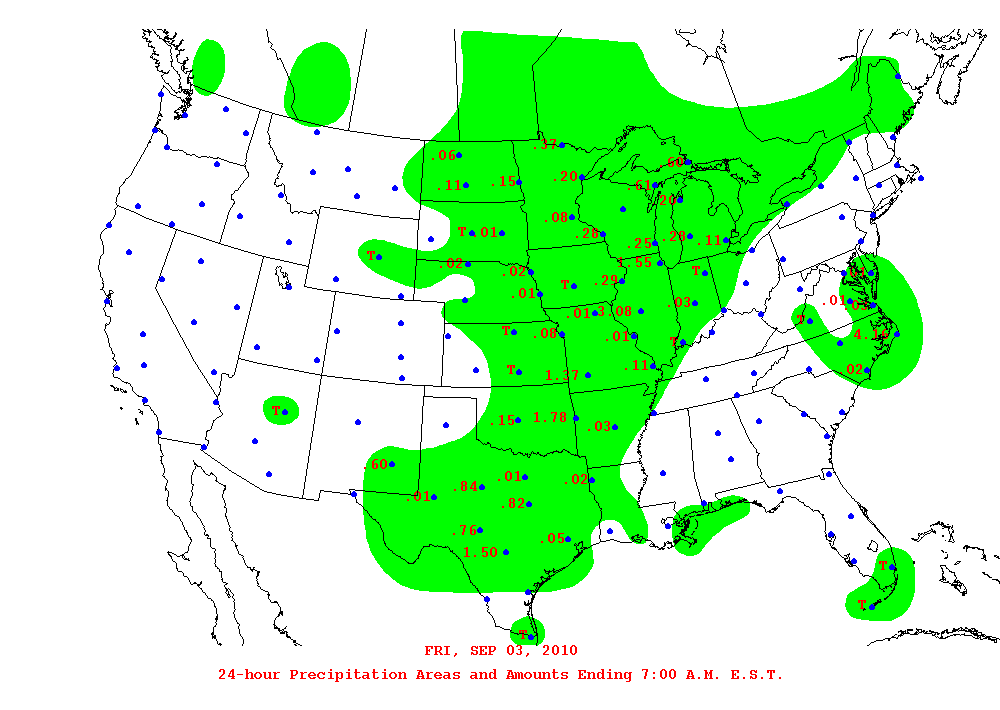 .37
.06
.60
.11 .15 .20 .61
.20
.08
T .01 .28 .28 .11
.25
T
.02 1.55
.02 T .01
T .29
.01 .03 .01 .05
.01 3.08
T
T .08 .01 4.16
T
.11
T 1.37 .02
T
.15 1.78
.03
.60
.01 .02
.84
.01
.82
.76
.05
1.50
T
T
T
FRI, SEP 03, 2010
24-hour Precipitation Areas and Amounts Ending 7:00 A.M. E.S.T.